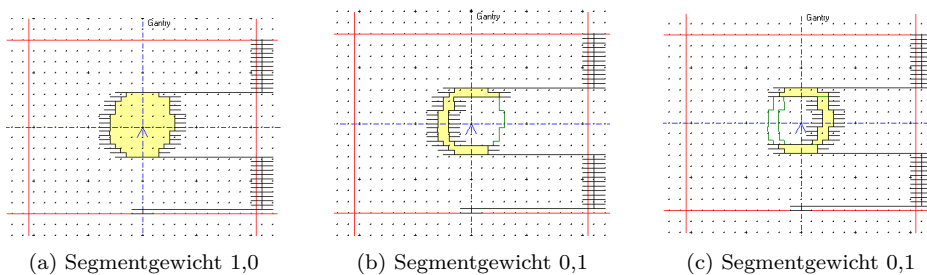 Gantry
Gantry
Gantry
(a) Segmentgewicht 1,0
(b) Segmentgewicht 0,1
(c) Segmentgewicht 0,1